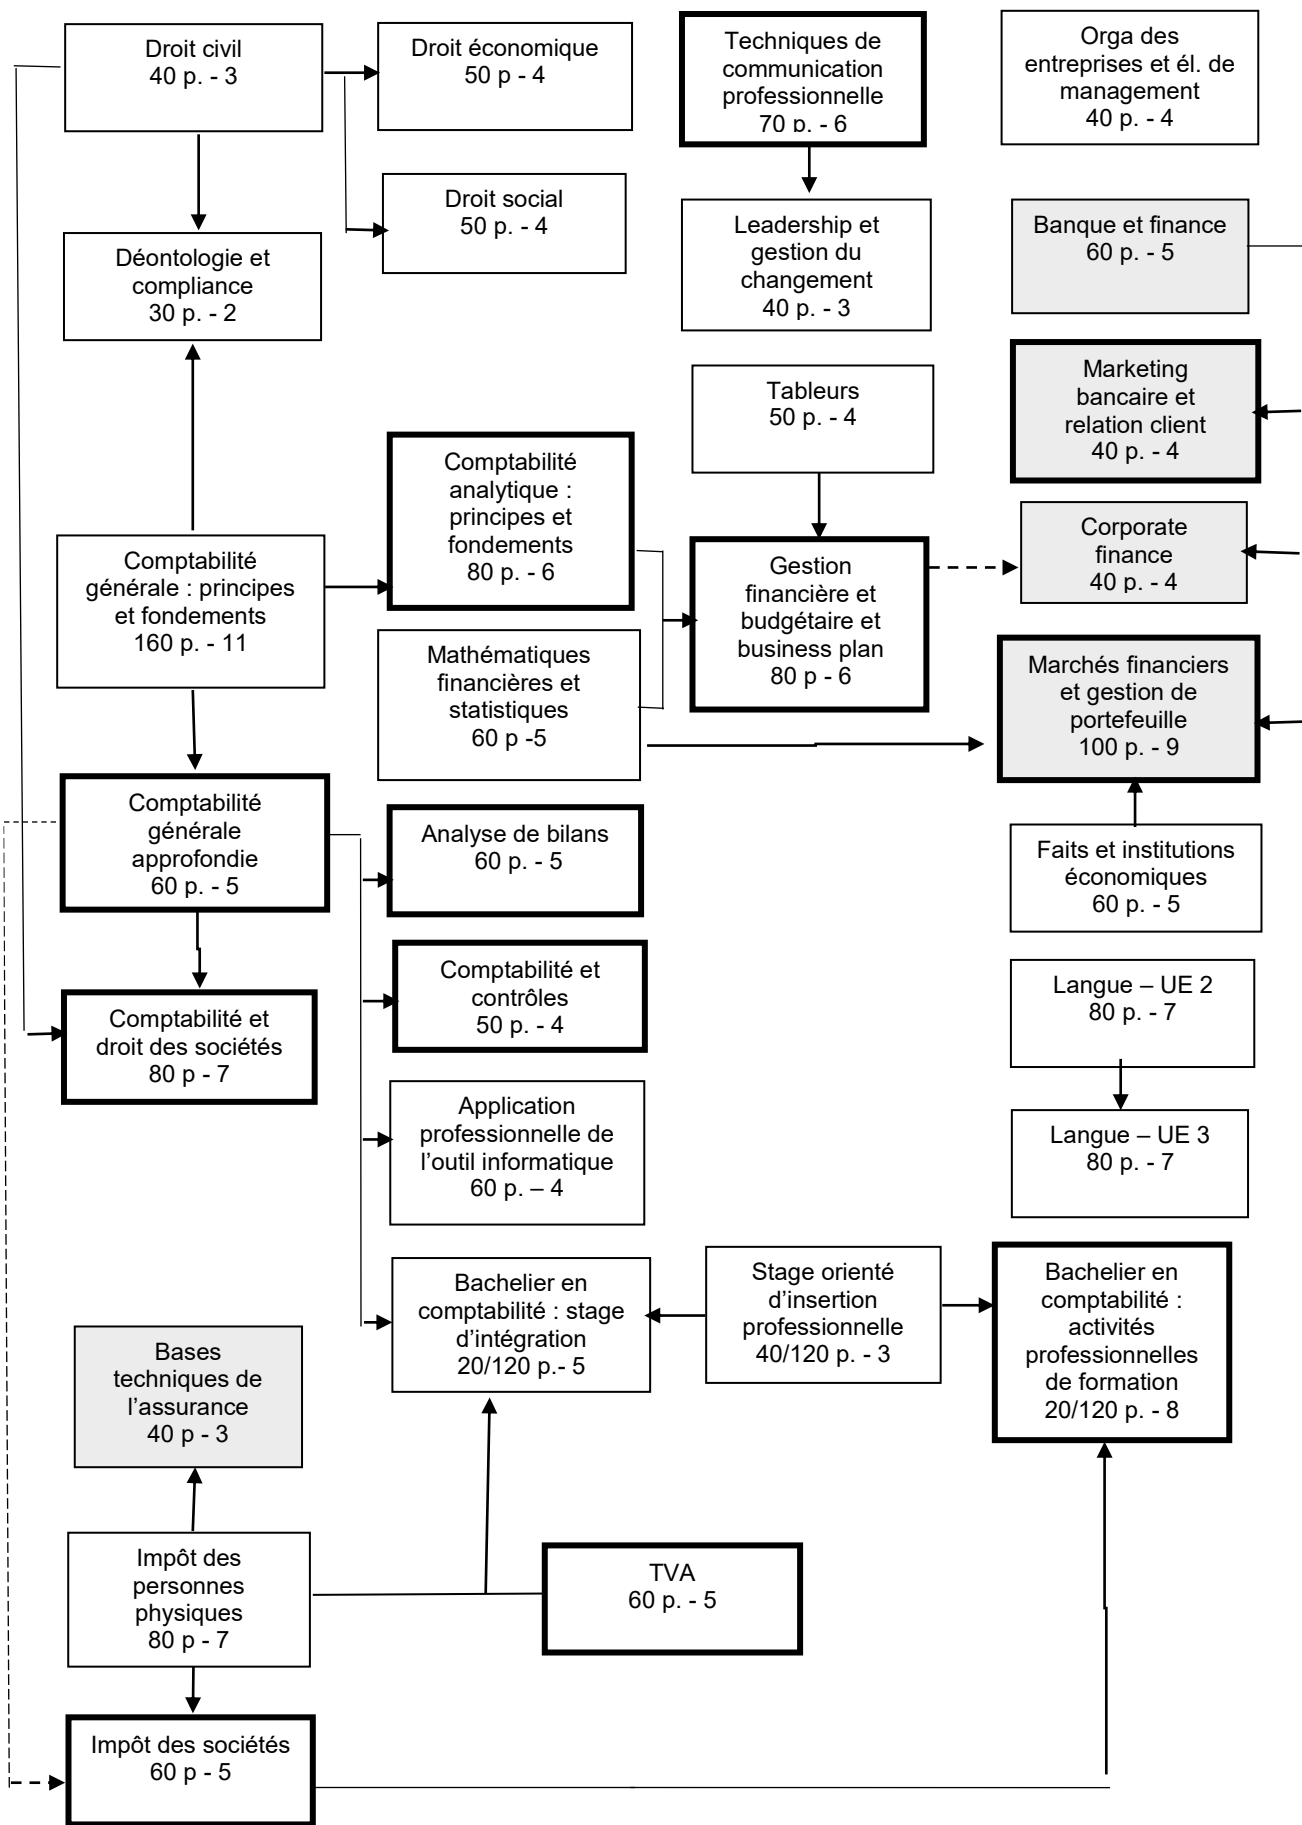 Droit civil
40 p. - 3
Droit économique
50 p - 4
Techniques de
communication
professionnelle
70 p. - 6
Orga des
entreprises et él. de
management
40 p. - 4
Droit social
50 p. - 4
Leadership et
gestion du
changement
40 p. - 3
Banque et finance
60 p. - 5
Déontologie et
compliance
30 p. - 2
Tableurs
50 p. - 4
Marketing
bancaire et
relation client
40 p. - 4
Comptabilité
analytique :
principes et
fondements
80 p. - 6
Comptabilité
générale : principes
et fondements
160 p. - 11
Gestion
financière et
budgétaire et
business plan
80 p - 6
Corporate
finance
40 p. - 4
Mathématiques
financières et
statistiques
60 p -5
Marchés financiers
et gestion de
portefeuille
100 p. - 9
Comptabilité
générale
approfondie
60 p. - 5
Analyse de bilans
60 p. - 5
Faits et institutions
économiques
60 p. - 5
Comptabilité et
contrôles
50 p. - 4
Langue – UE 2
80 p. - 7
Comptabilité et
droit des sociétés
80 p - 7
Application
professionnelle de
l’outil informatique
60 p. – 4
Langue – UE 3
80 p. - 7
Bachelier en
comptabilité : stage
d’intégration
20/120 p.- 5
Stage orienté
d’insertion
professionnelle
40/120 p. - 3
Bachelier en
comptabilité :
activités
professionnelles
de formation
20/120 p. - 8
Bases
techniques de
l’assurance
40 p - 3
Impôt des
personnes
physiques
80 p - 7
TVA
60 p. - 5
Impôt des sociétés
60 p - 5